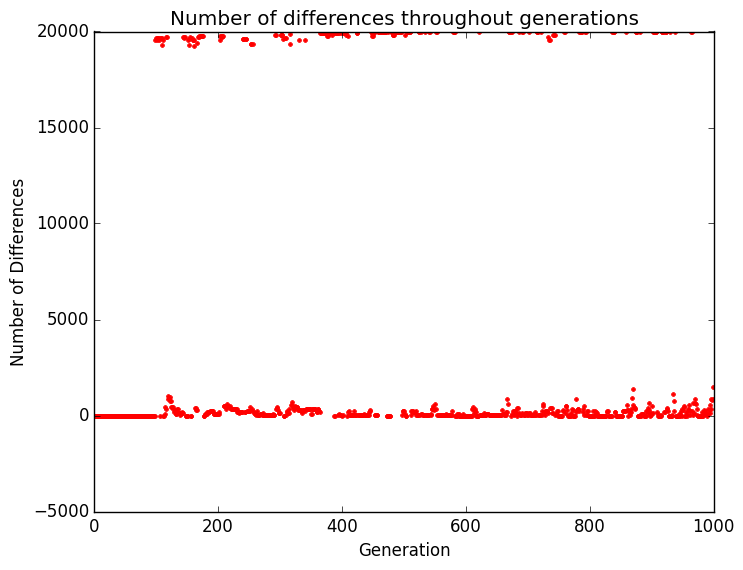 Number of differences throughout generations
20000
15000
10000
5000
0
−5000
Number of Differences
0 200 400 600 800 1000
Generation